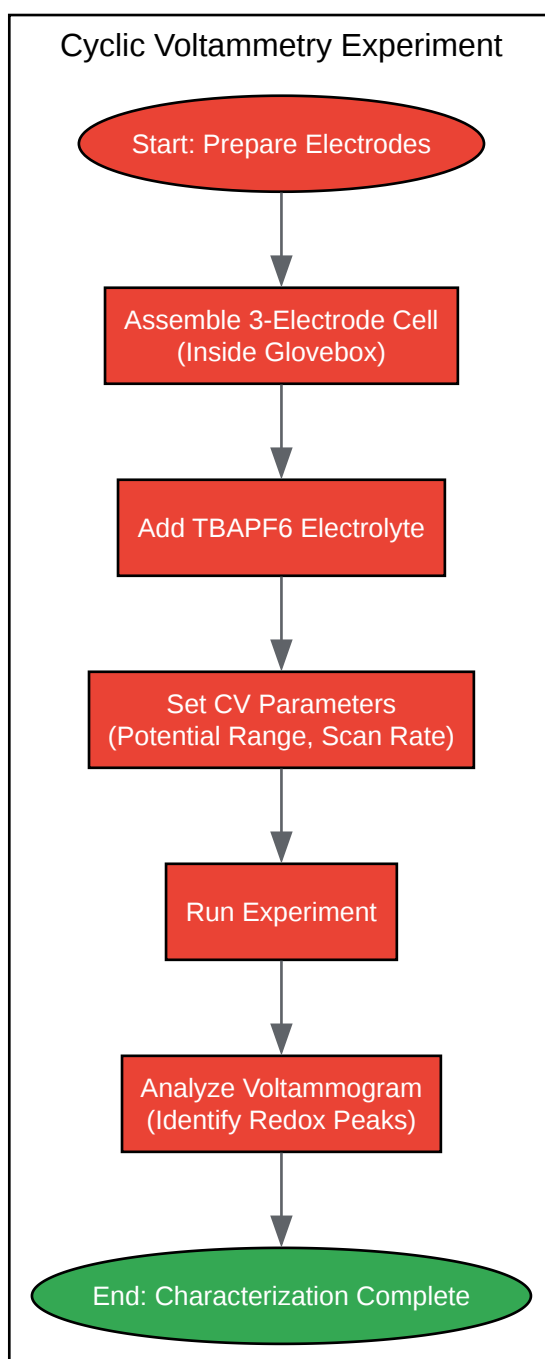 Cyclic Voltammetry Experiment
Start: Prepare Electrodes
Assemble 3-Electrode Cell
(Inside Glovebox)
Add TBAPF6 Electrolyte
Set CV Parameters
(Potential Range, Scan Rate)
Run Experiment
Analyze Voltammogram
(Identify Redox Peaks)
End: Characterization Complete